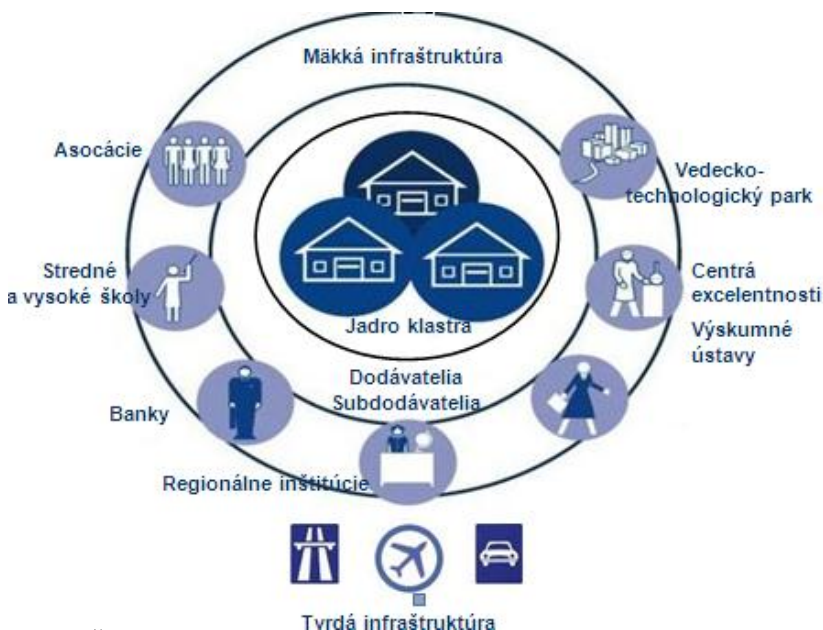 Mäkká infraštruktúra
Asocácie
Vedecko-
technologický park
Stredné
a vysoké školy
Centrá
excelentnosti
Výskumné
ústavy
Jadro klastra
Dodávatelia
Subdodávatelia
Banky
Regionálne inštitúcie
Tvrdá infraštruktúra